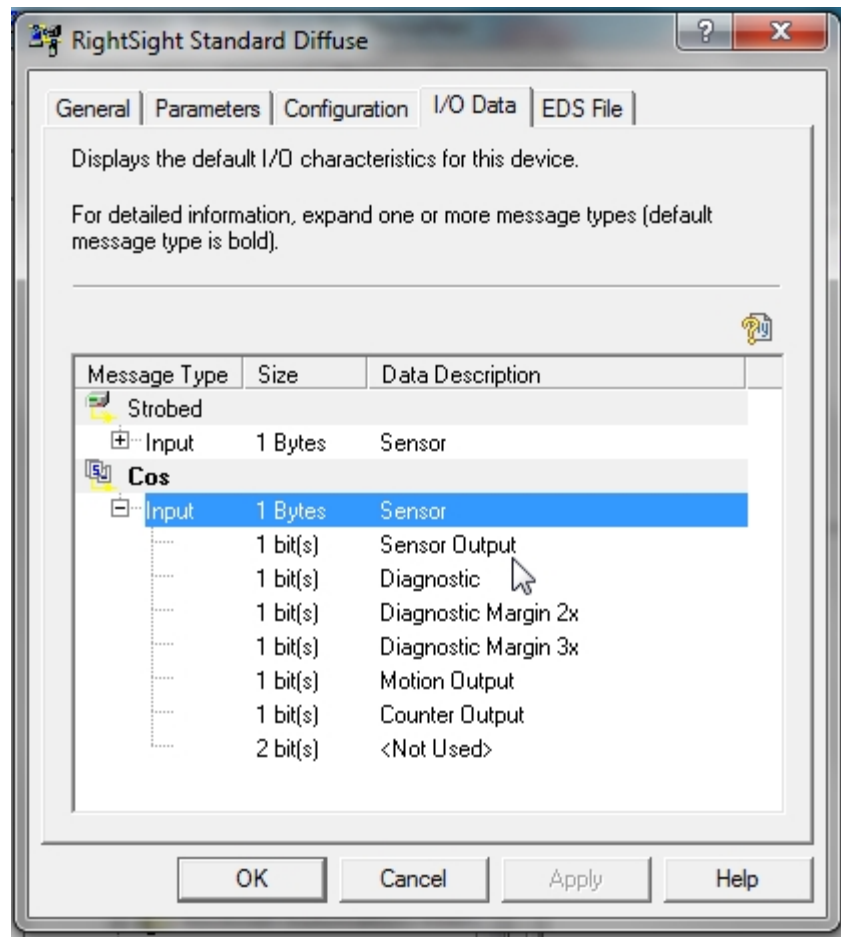 RightSight Standard Diffuse
General Parameters Configuration I/O Data EDS File
Displays the default I/O characteristics for this device.
For detailed information, expand one or more message types (default
message type is bold).
Message Type Size Data Description
Strobed
Input 1 Bytes Sensor
Cos
Input 1 Bytes Sensor
1 bit(s) Sensor Output
1 bit(s) Diagnostic
1 bit(s) Diagnostic Margin 2x
1 bit(s) Diagnostic Margin 3x
1 bit(s) Motion Output
1 bit(s) Counter Output
2 bit(s) <Not Used>
OK Cancel Apply Help